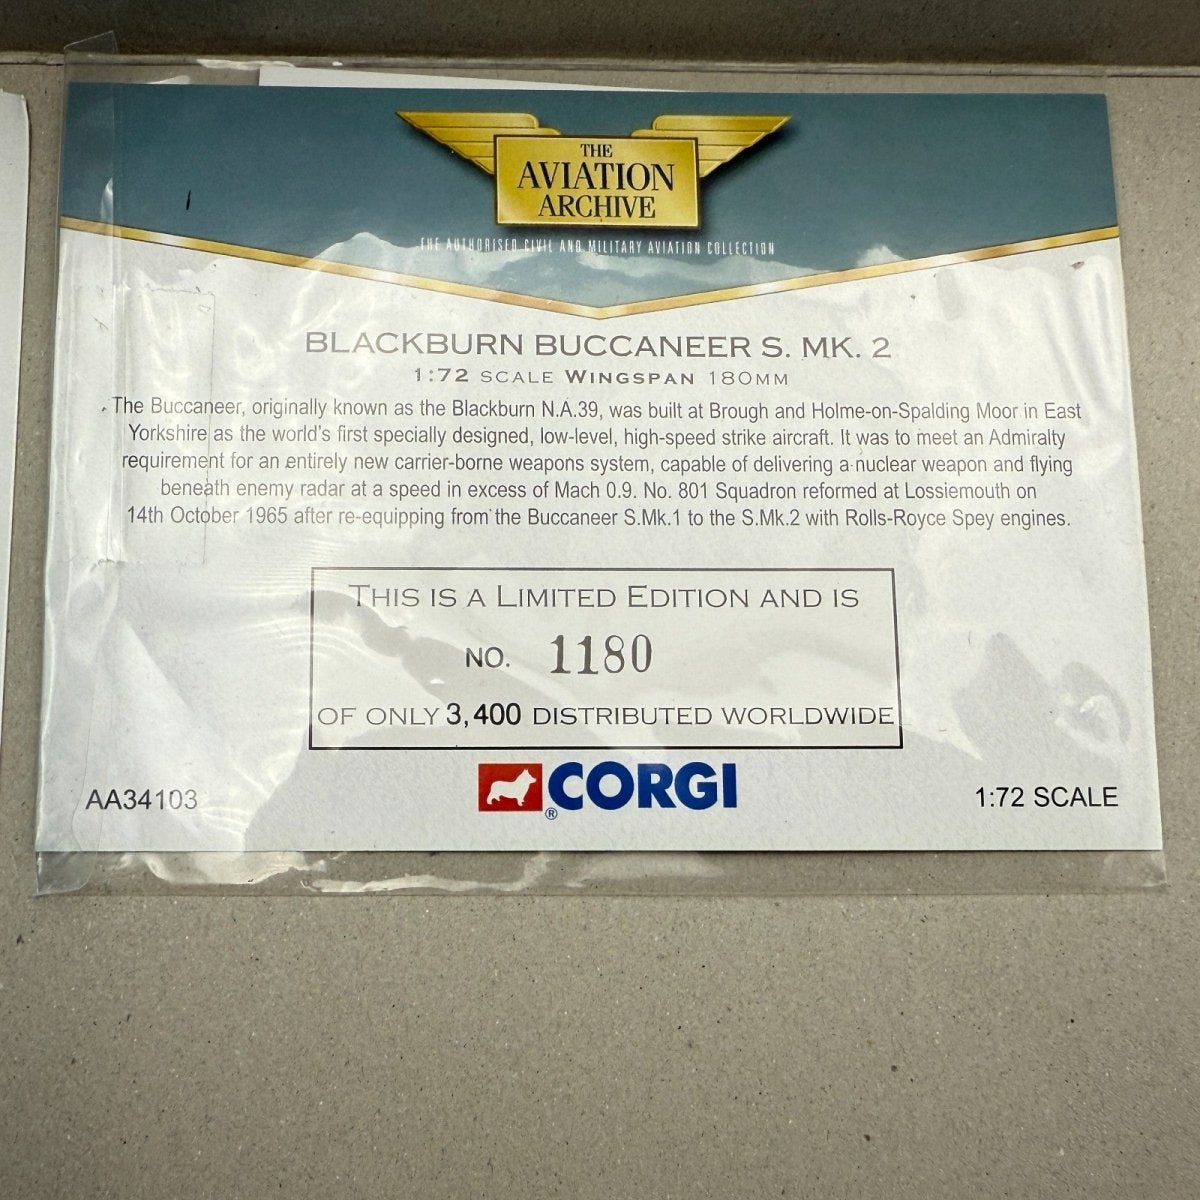 THE
AVIATION
ARCHIVE
THE AUTHORISED CIVIL AND MILITARY AVIATION COLLECTION
BLACKBURN BUCCANEER S. MK. 2
1:72 SCALE WINGSPAN 180MM
The Buccaneer, originally known as the Blackburn N.A.39, was built at Brough and Holme-on-Spalding Moor in East
Yorkshire as the world's first specially designed, low-level, high-speed strike aircraft. It was to meet an Admiralty
requirement for an entirely new carrier-borne weapons system, capable of delivering a nuclear weapon and flying
beneath enemy radar at a speed in excess of Mach 0.9. No. 801 Squadron reformed at Lossiemouth on
14th October 1965 after re-equipping from the Buccaneer S.Mk.1 to the S.Mk.2 with Rolls-Royce Spey engines.
THIS IS A LIMITED EDITION AND IS
NO. 1180
OF ONLY 3,400 DISTRIBUTED WORLDWIDE
AA34103
® CORGI
1:72 SCALE